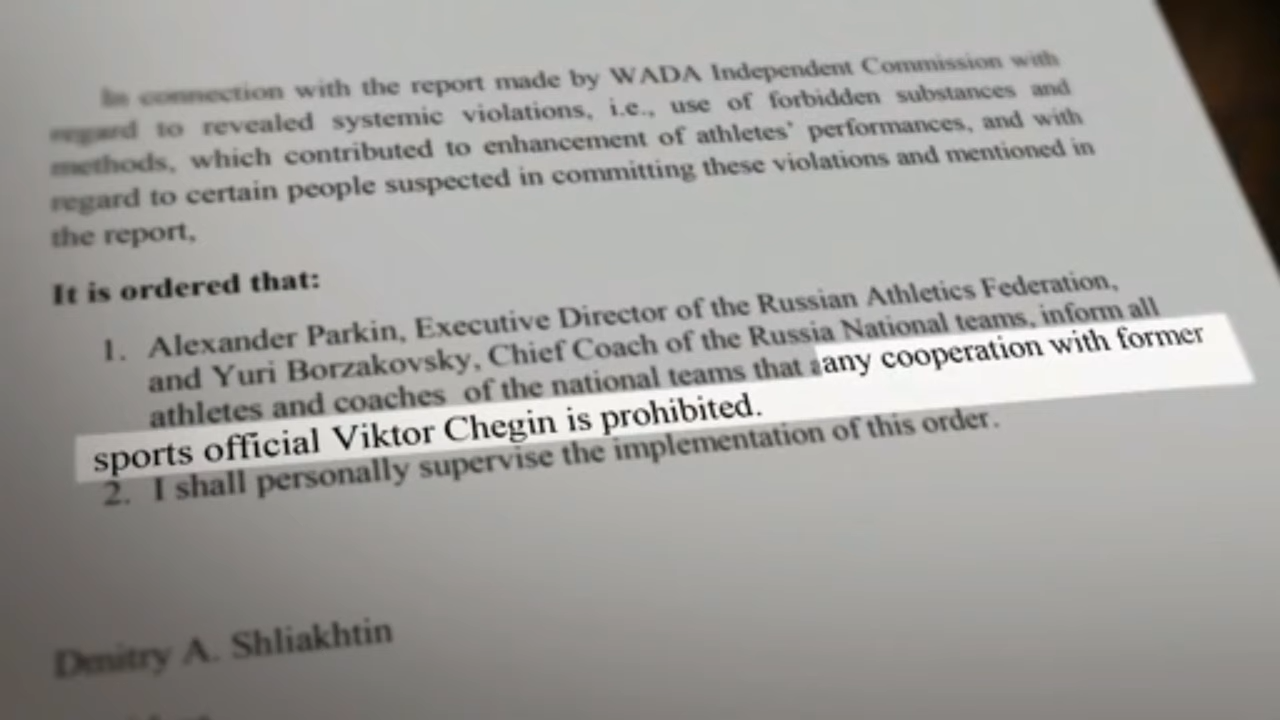 In connection with the report made by WADA Independent Commission with
regard to revealed systemic violations, i.e., use of forbidden substances and
methods, which contributed to enhancement of athletes' performances, and with
regard to certain people suspected in committing these violations and mentioned in
the report,
It is ordered that:
1. Alexander Parkin, Executive Director of the Russian Athletics Federation,
and Yuri Borzakovsky, Chief Coach of the Russia National teams, inform all
athletes and coaches of the national teams that any cooperation with former
sports official Viktor Chegin is prohibited.
2. I shall personally supervise the implementation of this order.
Dmitry A. Shliakhtin